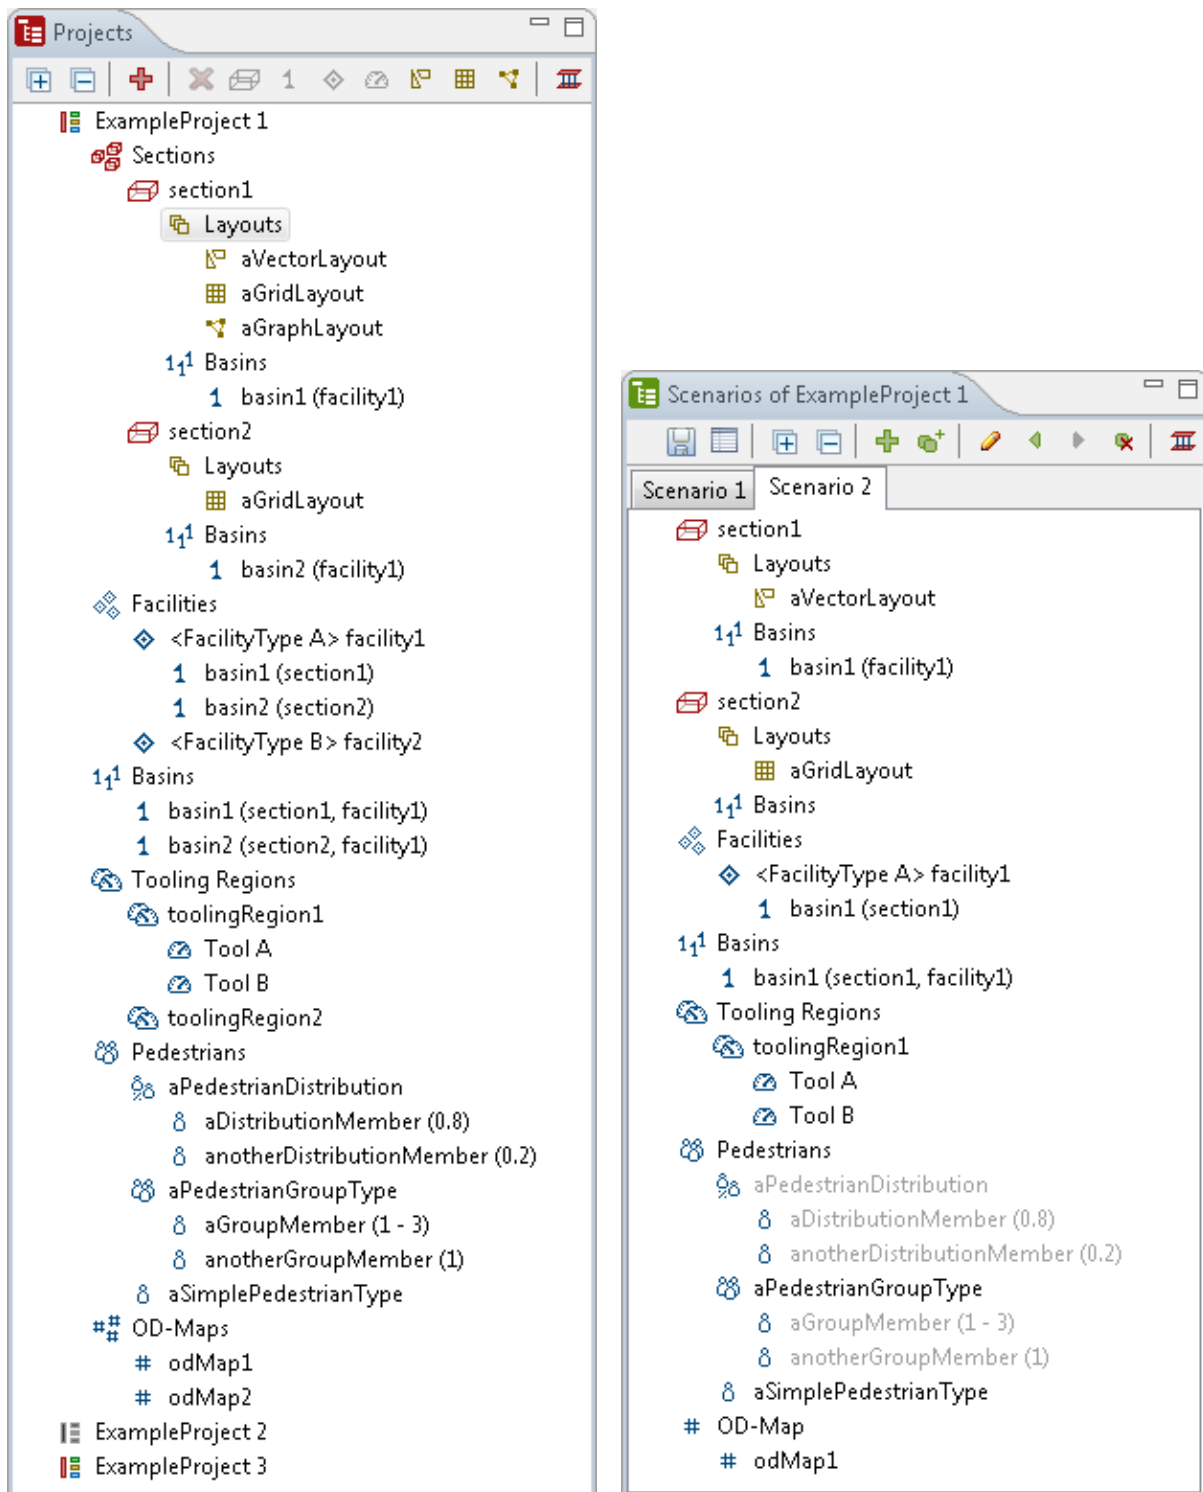 Projects
ExampleProject 1
Sections
section1
Layouts
aVectorLayout
aGridLayout
aGraphLayout
Basins
basin1 (facility1)
section2
Layouts
aGridLayout
Basins
basin2 (facility1)
Facilities
<FacilityType A> facility1
basin1 (section1)
basin2 (section2)
<FacilityType B> facility2
Basins
basin1 (section1, facility1)
basin2 (section2, facility1)
Tooling Regions
toolingRegion1
Tool A
Tool B
toolingRegion2
Pedestrians
aPedestrianDistribution
aDistributionMember (0.8)
anotherDistributionMember (0.2)
aPedestrianGroupType
aGroupMember (1 - 3)
anotherGroupMember (1)
aSimplePedestrianType
OD-Maps
odMap1
odMap2
ExampleProject 2
ExampleProject 3
Scenarios of ExampleProject 1
Scenario 1 Scenario 2
section1
Layouts
aVectorLayout
Basins
basin1 (facility1)
section2
Layouts
aGridLayout
Basins
Facilities
<FacilityType A> facility1
basin1 (section1)
Basins
basin1 (section1, facility1)
Tooling Regions
toolingRegion1
Tool A
Tool B
Pedestrians
aPedestrianDistribution
aDistributionMember (0.8)
anotherDistributionMember (0.2)
aPedestrianGroupType
aGroupMember (1 - 3)
anotherGroupMember (1)
aSimplePedestrianType
OD-Map
odMap1